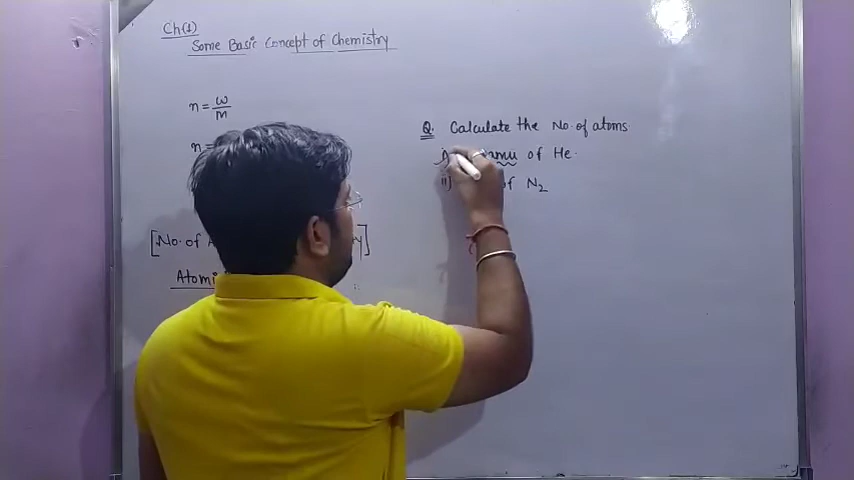 Ch(1)
Some Basic Concept of Chemistry
n = w/M
n =
[No. of
y]
Atomi
Q. Calculate the No. of atoms
i) amu of He.
ii) of N2